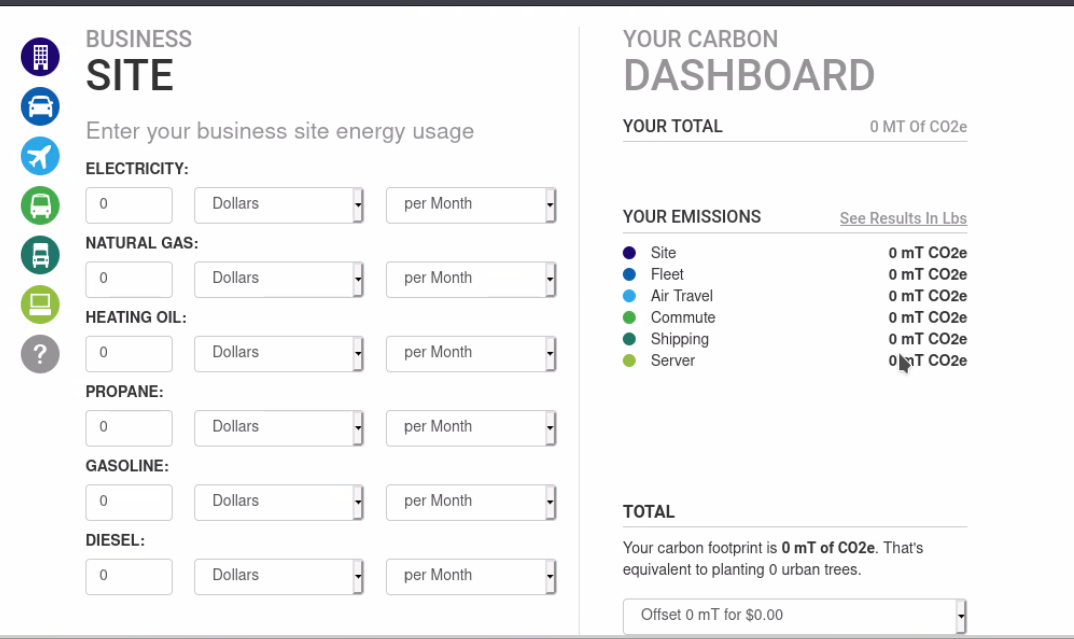 BUSINESS
SITE
Enter your business site energy usage
ELECTRICITY:
0 Dollars per Month
NATURAL GAS:
0 Dollars per Month
HEATING OIL:
0 Dollars per Month
PROPANE:
0 Dollars per Month
GASOLINE:
0 Dollars per Month
DIESEL:
0 Dollars per Month
?
YOUR CARBON
DASHBOARD
YOUR TOTAL 0 MT Of CO2e
YOUR EMISSIONS See Results In Lbs
Site 0 mT CO2e
Fleet 0 mT CO2e
Air Travel 0 mT CO2e
Commute 0 mT CO2e
Shipping 0 mT CO2e
Server 0 mT CO2e
TOTAL
Your carbon footprint is 0 mT of CO2e. That's
equivalent to planting 0 urban trees.
Offset 0 mT for $0.00